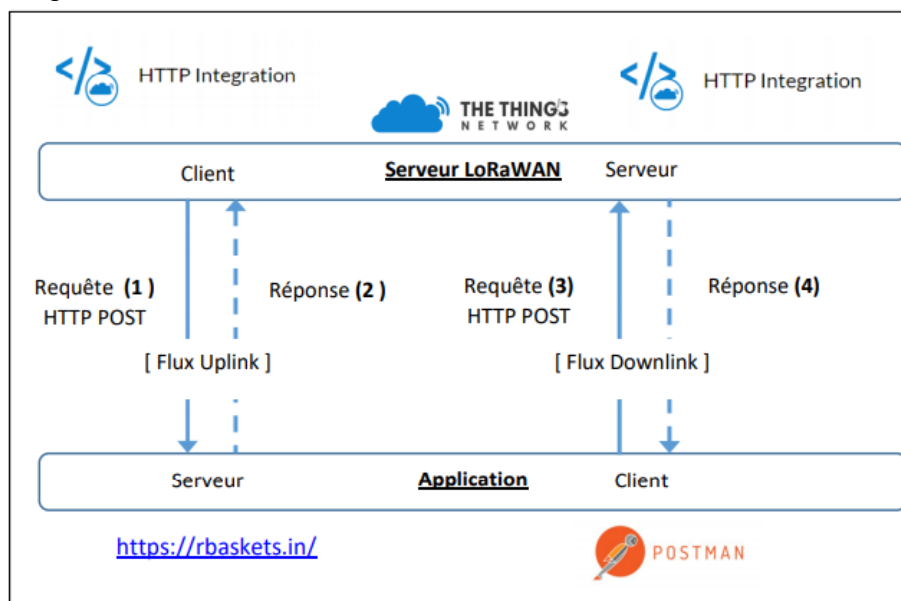 HTTP Integration
HTTP Integration
THE THINGS
NETWORK
Client
Serveur LoRaWAN
Serveur
Requête (1 )
HTTP POST
Réponse (2 )
Requête (3)
HTTP POST
Réponse (4)
[ Flux Uplink ]
[ Flux Downlink ]
Serveur
Application
Client
https://rbaskets.in/
POSTMAN